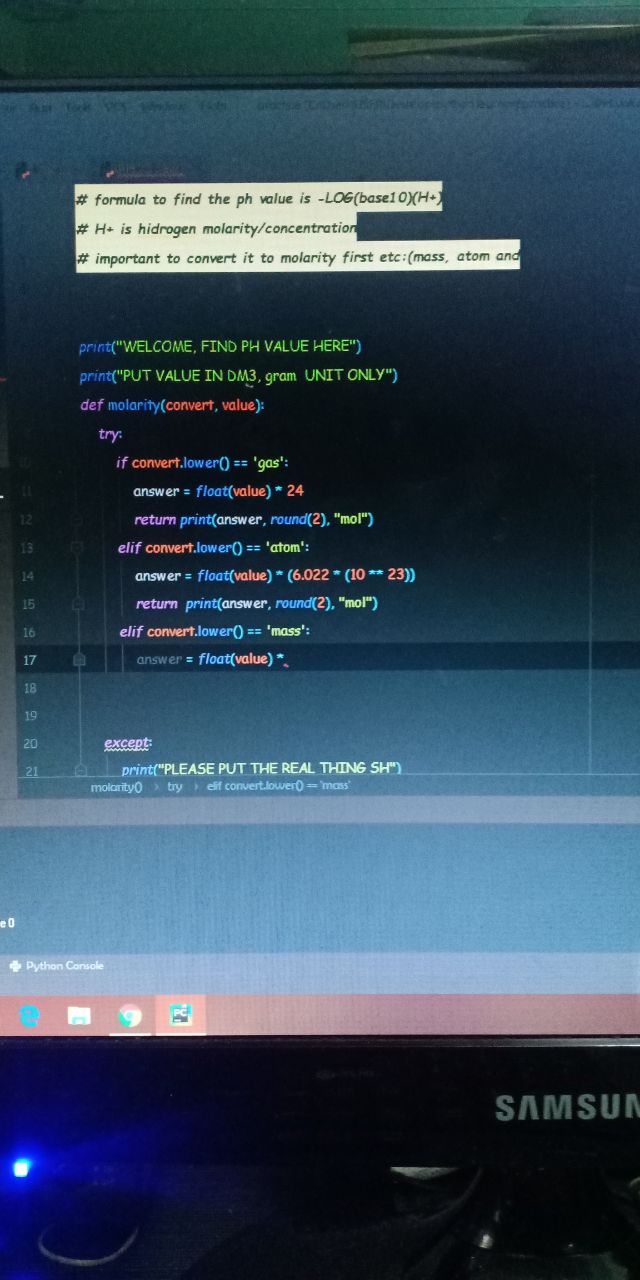 # formula to find the ph value is -LOG(base10)(H+)
# H+ is hidrogen molarity/concentration
# important to convert it to molarity first etc:(mass, atom and
print("WELCOME, FIND PH VALUE HERE")
print("PUT VALUE IN DM3, gram  UNIT ONLY")
def molarity(convert, value):
try:
10 if convert.lower() == 'gas':
11 answer = float(value) * 24
12 return print(answer, round(2), "mol")
13 elif convert.lower() == 'atom':
14 answer = float(value) * (6.022 * (10 ** 23))
15 return  print(answer, round(2), "mol")
16 elif convert.lower() == 'mass':
17 answer = float(value) *
18
19
20 except:
21 print("PLEASE PUT THE REAL THING SH")
molarity() › try › elif convert.lower() == 'mass'
e 0
Python Console
PC
SAMSUN